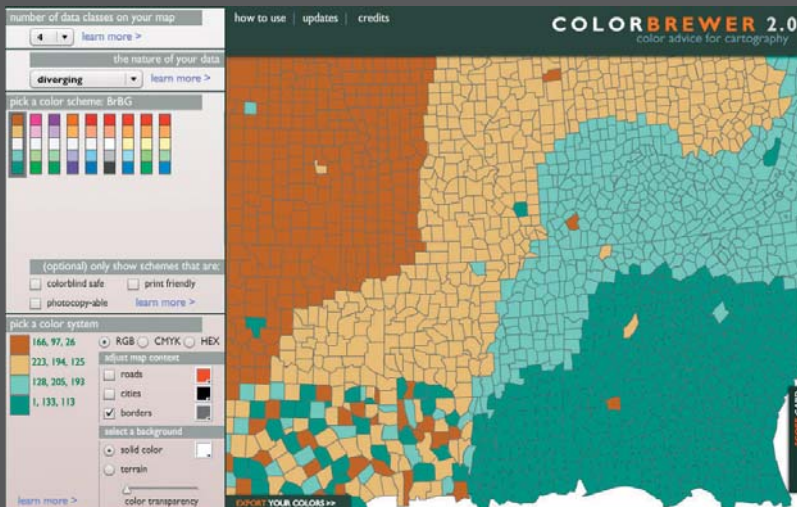 number of data classes on your map
4 learn more >
the nature of your data
diverging learn more >
pick a color scheme: BrBG
(optional) only show schemes that are:
colorblind safe print friendly
photocopy-able learn more >
pick a color system
166, 97, 26
223, 194, 125
128, 205, 193
1, 133, 113
RGB CMYK HEX
adjust map context
roads
cities
borders
select a background
solid color
terrain
color transparency
learn more >
how to use | updates | credits
COLORBREWER 2.0
color advice for cartography
EXPORT YOUR COLORS >>